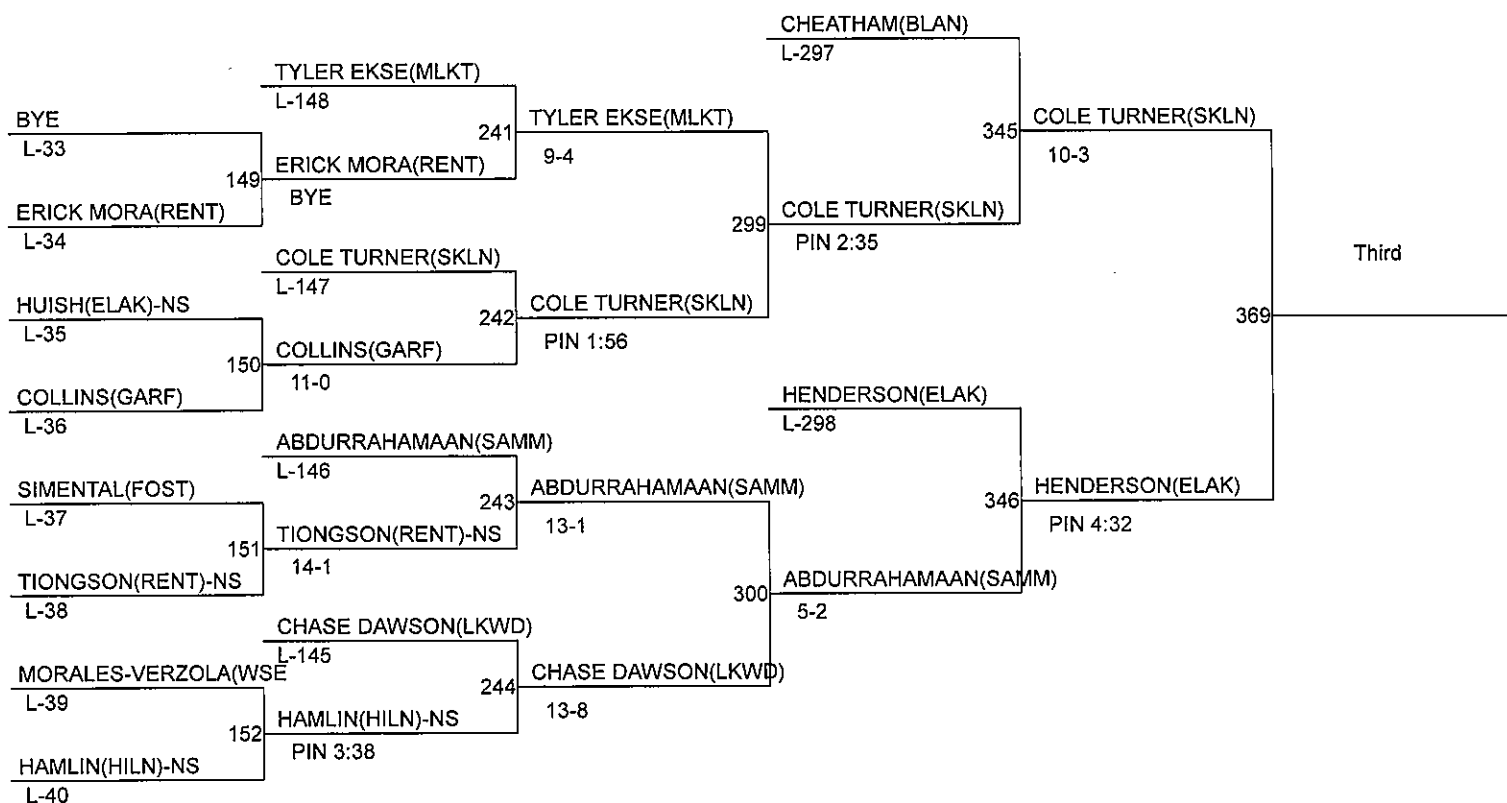 CHEATHAM(BLAN)
L-297
TYLER EKSE(MLKT)
L-148
BYE
L-33
241
TYLER EKSE(MLKT)
9-4
345
COLE TURNER(SKLN)
10-3
149
ERICK MORA(RENT)
BYE
ERICK MORA(RENT)
L-34
299
COLE TURNER(SKLN)
PIN 2:35
COLE TURNER(SKLN)
L-147
Third
HUISH(ELAK)-NS
L-35
242
COLE TURNER(SKLN)
PIN 1:56
369
150
COLLINS(GARF)
11-0
COLLINS(GARF)
L-36
HENDERSON(ELAK)
L-298
ABDURRAHAMAAN(SAMM)
L-146
SIMENTAL(FOST)
L-37
243
ABDURRAHAMAAN(SAMM)
13-1
346
HENDERSON(ELAK)
PIN 4:32
151
TIONGSON(RENT)-NS
14-1
TIONGSON(RENT)-NS
L-38
300
ABDURRAHAMAAN(SAMM)
5-2
CHASE DAWSON(LKWD)
L-145
MORALES-VERZOLA(WSE
L-39
244
CHASE DAWSON(LKWD)
13-8
152
HAMLIN(HILN)-NS
PIN 3:38
HAMLIN(HILN)-NS
L-40